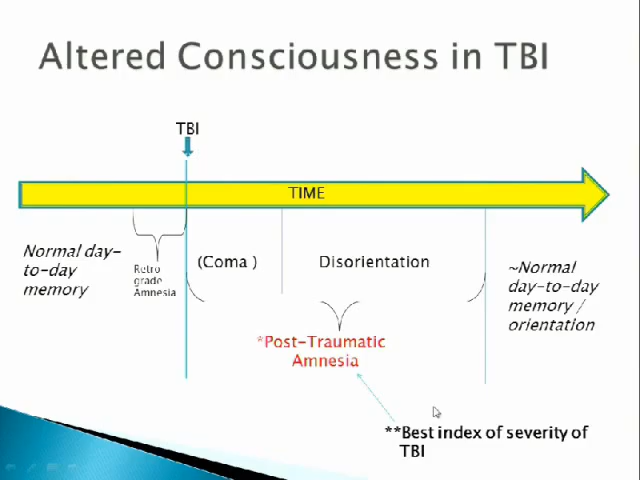 Altered Consciousness in TBI
TBI
TIME
Normal day-
to-day
memory
Retro
grade
Amnesia
(Coma )
Disorientation
~Normal
day-to-day
memory /
orientation
*Post-Traumatic
Amnesia
**Best index of severity of
TBI